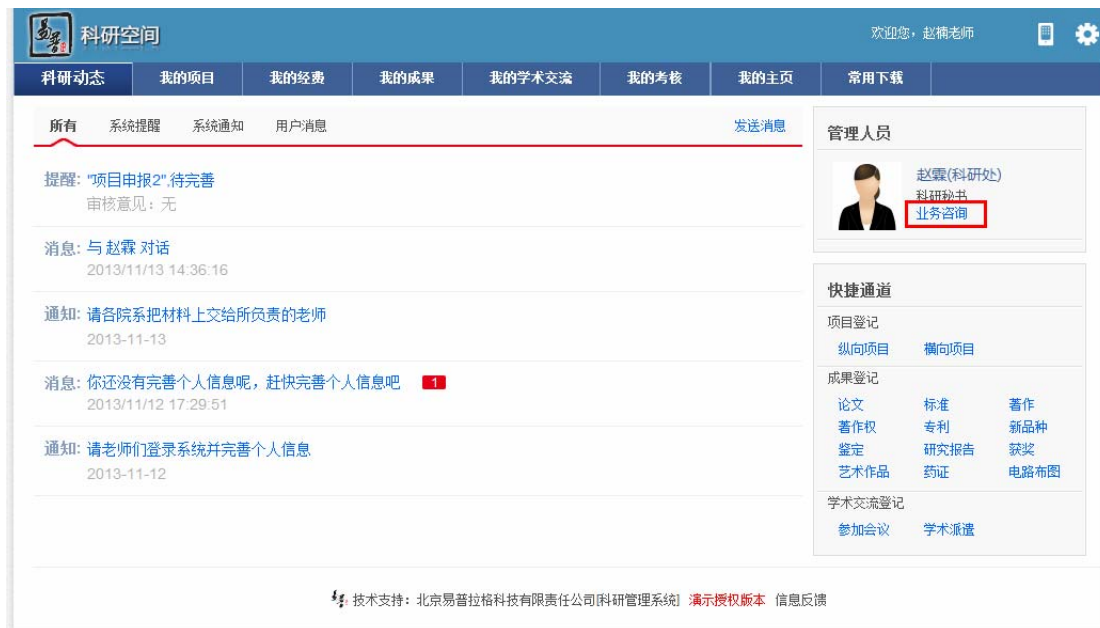 易普 科研空间 欢迎您，赵楠老师
科研动态 我的项目 我的经费 我的成果 我的学术交流 我的考核 我的主页 常用下载
所有 系统提醒 系统通知 用户消息 发送消息
提醒: "项目申报2",待完善
审核意见：无
消息: 与 赵霖 对话
2013/11/13 14:36:16
通知: 请各院系把材料上交给所负责的老师
2013-11-13
消息: 你还没有完善个人信息呢，赶快完善个人信息吧 1
2013/11/12 17:29:51
通知: 请老师们登录系统并完善个人信息
2013-11-12
管理人员
赵霖(科研处)
科研秘书
业务咨询
快捷通道
项目登记
纵向项目 横向项目
成果登记
论文 标准 著作
著作权 专利 新品种
鉴定 研究报告 获奖
艺术作品 药证 电路布图
学术交流登记
参加会议 学术派遣
易普 技术支持：北京易普拉格科技有限责任公司[科研管理系统] 演示授权版本 信息反馈